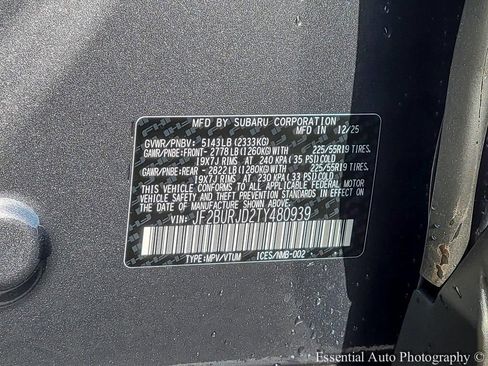 MFD BY SUBARU CORPORATION
IN 12/25
GVWR/PNBV: 5143LB (2333KG)
GAWR/PNBE:FRONT- 2778LB(1260KG)WITH 225/55R19 TIRES.
19X7J RIMS AT 240 KPA(35 PSI)COLD
GAWR/PNBE:REAR - 2822LB(1280KG)WITH 225/55R19 TIRES.
19X7J RIMS AT 230 KPA(33 PSI)COLD
THIS VEHICLE CONFORMS TO ALL APPLICABLE FEDERAL MOTOR
VEHICLE SAFETY AND THEFT PREVENTION STANDARDS IN EFFECT ON THE
DATE OF MANUFACTURE SHOWN ABOVE.
VIN: JF2BURJD2TY480939
TYPE:MPV/VTUM ICES/NMB-002
Essential Auto Photography ©